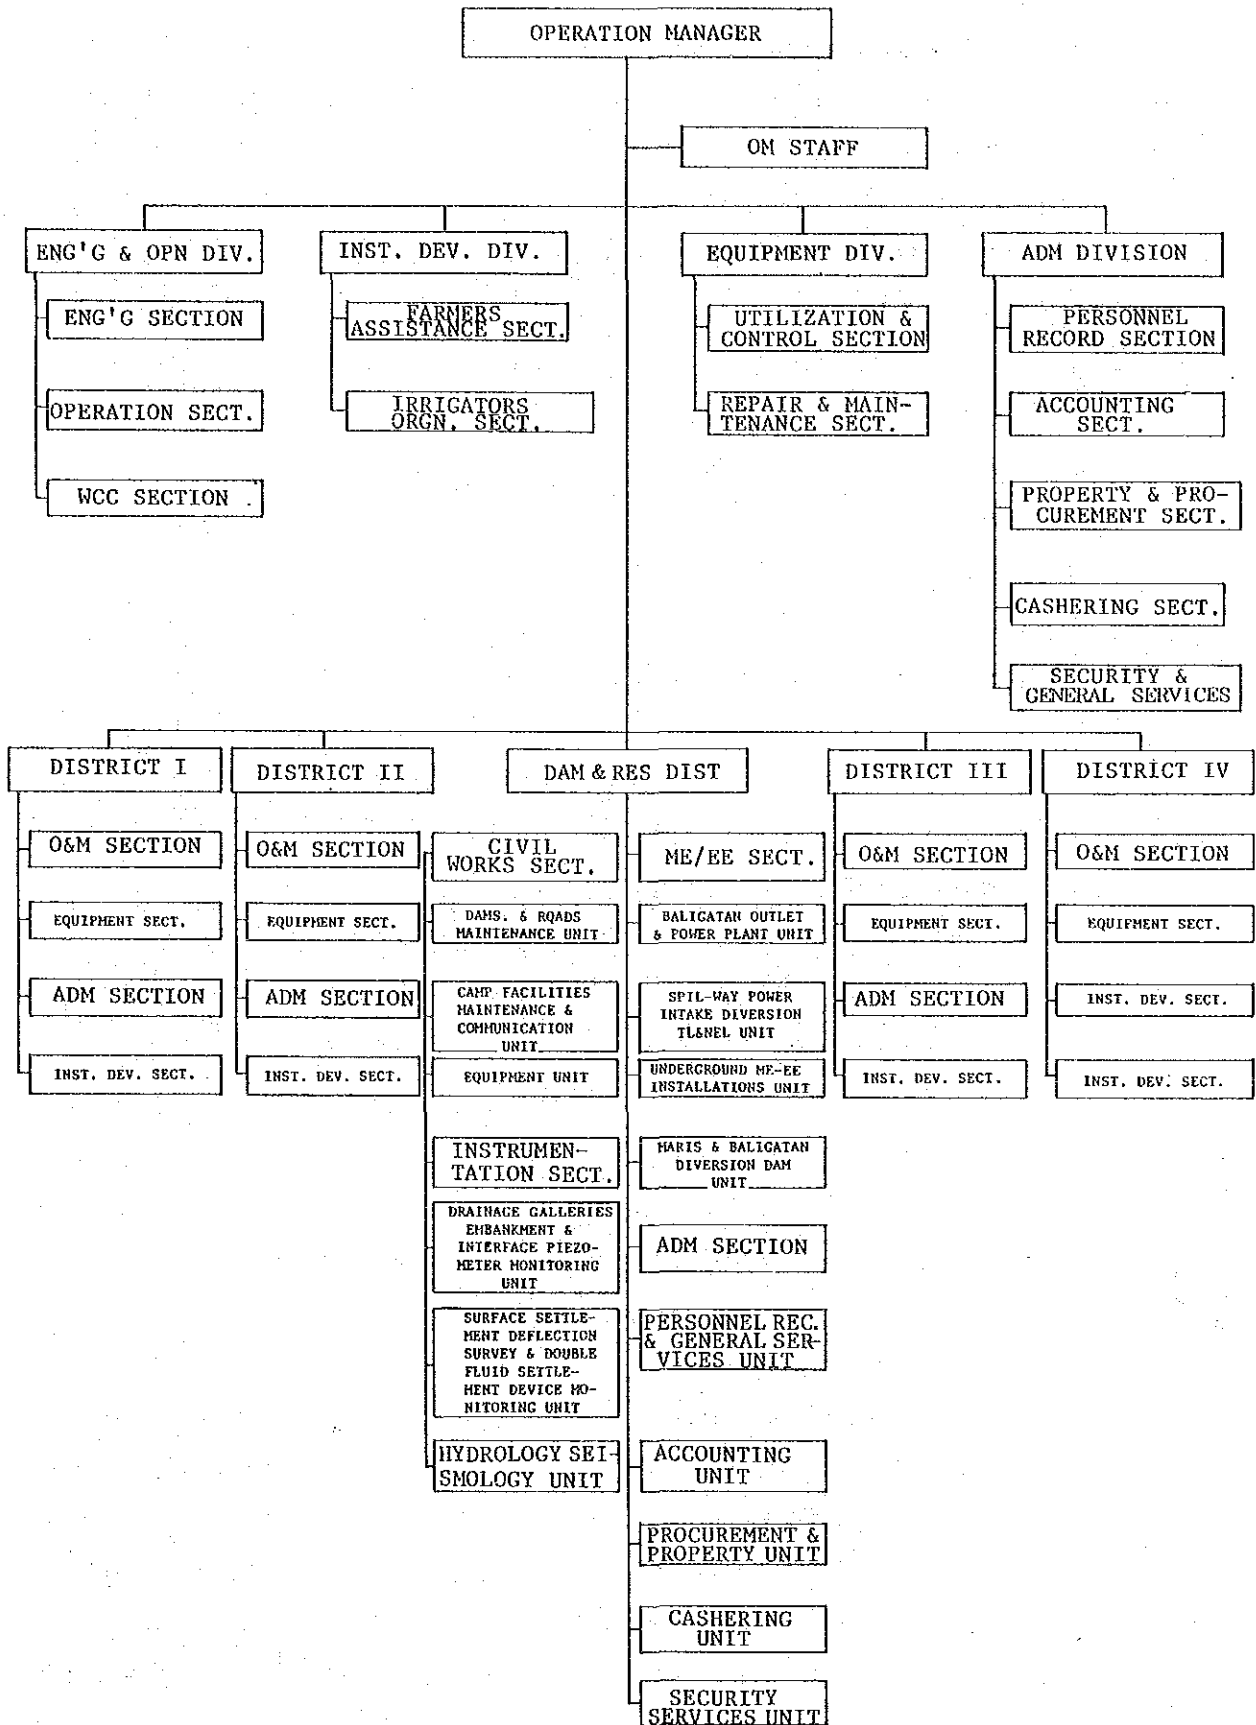 OPERATION MANAGER
OM STAFF
ENG'G & OPN DIV.
ENG'G SECTION
OPERATION SECT.
WCC SECTION
INST. DEV. DIV.
FARMERS
ASSISTANCE SECT.
IRRIGATORS
ORGN. SECT.
EQUIPMENT DIV.
UTILIZATION &
CONTROL SECTION
REPAIR & MAIN-
TENANCE SECT.
ADM DIVISION
PERSONNEL
RECORD SECTION
ACCOUNTING
SECT.
PROPERTY & PRO-
CUREMENT SECT.
CASHERING SECT.
SECURITY &
GENERAL SERVICES
DISTRICT I
O&M SECTION
EQUIPMENT SECT.
ADM SECTION
INST. DEV. SECT.
DISTRICT II
O&M SECTION
EQUIPMENT SECT.
ADM SECTION
INST. DEV. SECT.
DAM & RES DIST
CIVIL
WORKS SECT.
DAMS. & ROADS
MAINTENANCE UNIT
CAMP FACILITIES
MAINTENANCE &
COMMUNICATION
UNIT
EQUIPMENT UNIT
INSTRUMEN-
TATION SECT.
DRAINAGE GALLERIES
EMBANKMENT &
INTERFACE PIEZO-
METER MONITORING
UNIT
SURFACE SETTLE-
MENT DEFLECTION
SURVEY & DOUBLE
FLUID SETTLE-
MENT DEVICE MO-
NITORING UNIT
HYDROLOGY SEI-
SMOLOGY UNIT
ME/EE SECT.
BALIGATAN OUTLET
& POWER PLANT UNIT
SPIL-WAY POWER
INTAKE DIVERSION
TL&NEL UNIT
UNDERGROUND ME-EE
INSTALLATIONS UNIT
MARIS & BALIGATAN
DIVERSION DAM
UNIT
ADM SECTION
PERSONNEL REC.
& GENERAL SER-
VICES UNIT
ACCOUNTING
UNIT
PROCUREMENT &
PROPERTY UNIT
CASHERING
UNIT
SECURITY
SERVICES UNIT
DISTRICT III
O&M SECTION
EQUIPMENT SECT.
ADM SECTION
INST. DEV. SECT.
DISTRICT IV
O&M SECTION
EQUIPMENT SECT.
INST. DEV. SECT.
INST. DEV. SECT.